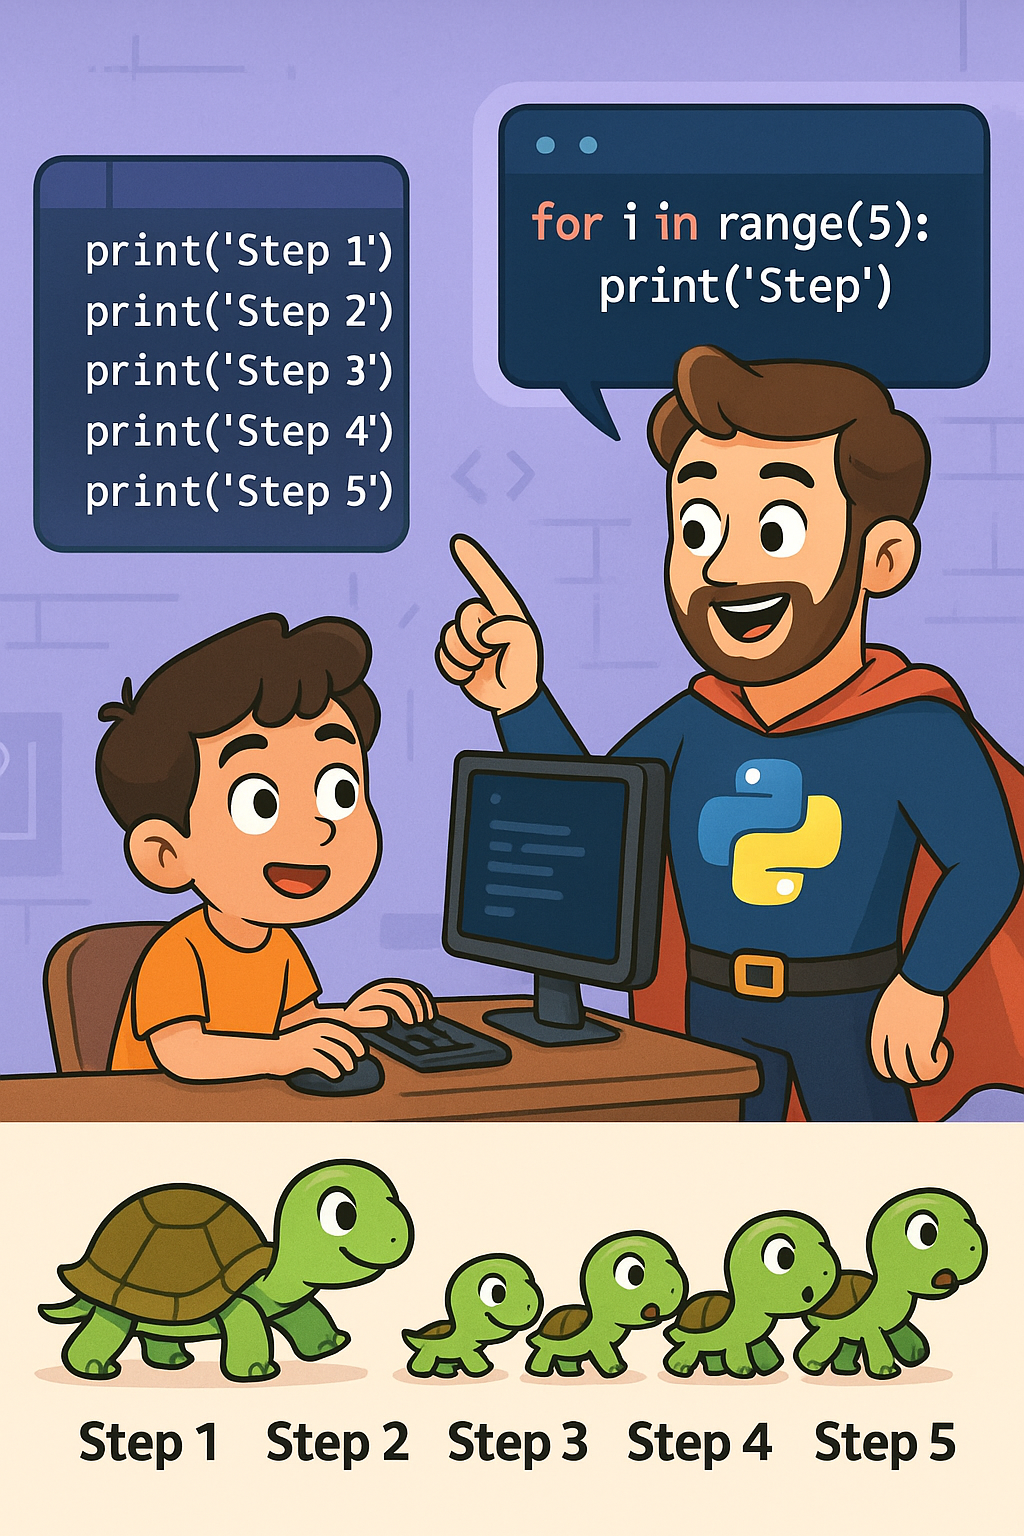 print('Step 1')
print('Step 2')
print('Step 3')
print('Step 4')
print('Step 5')
for i in range(5):
print('Step')
Step 1 Step 2 Step 3 Step 4 Step 5